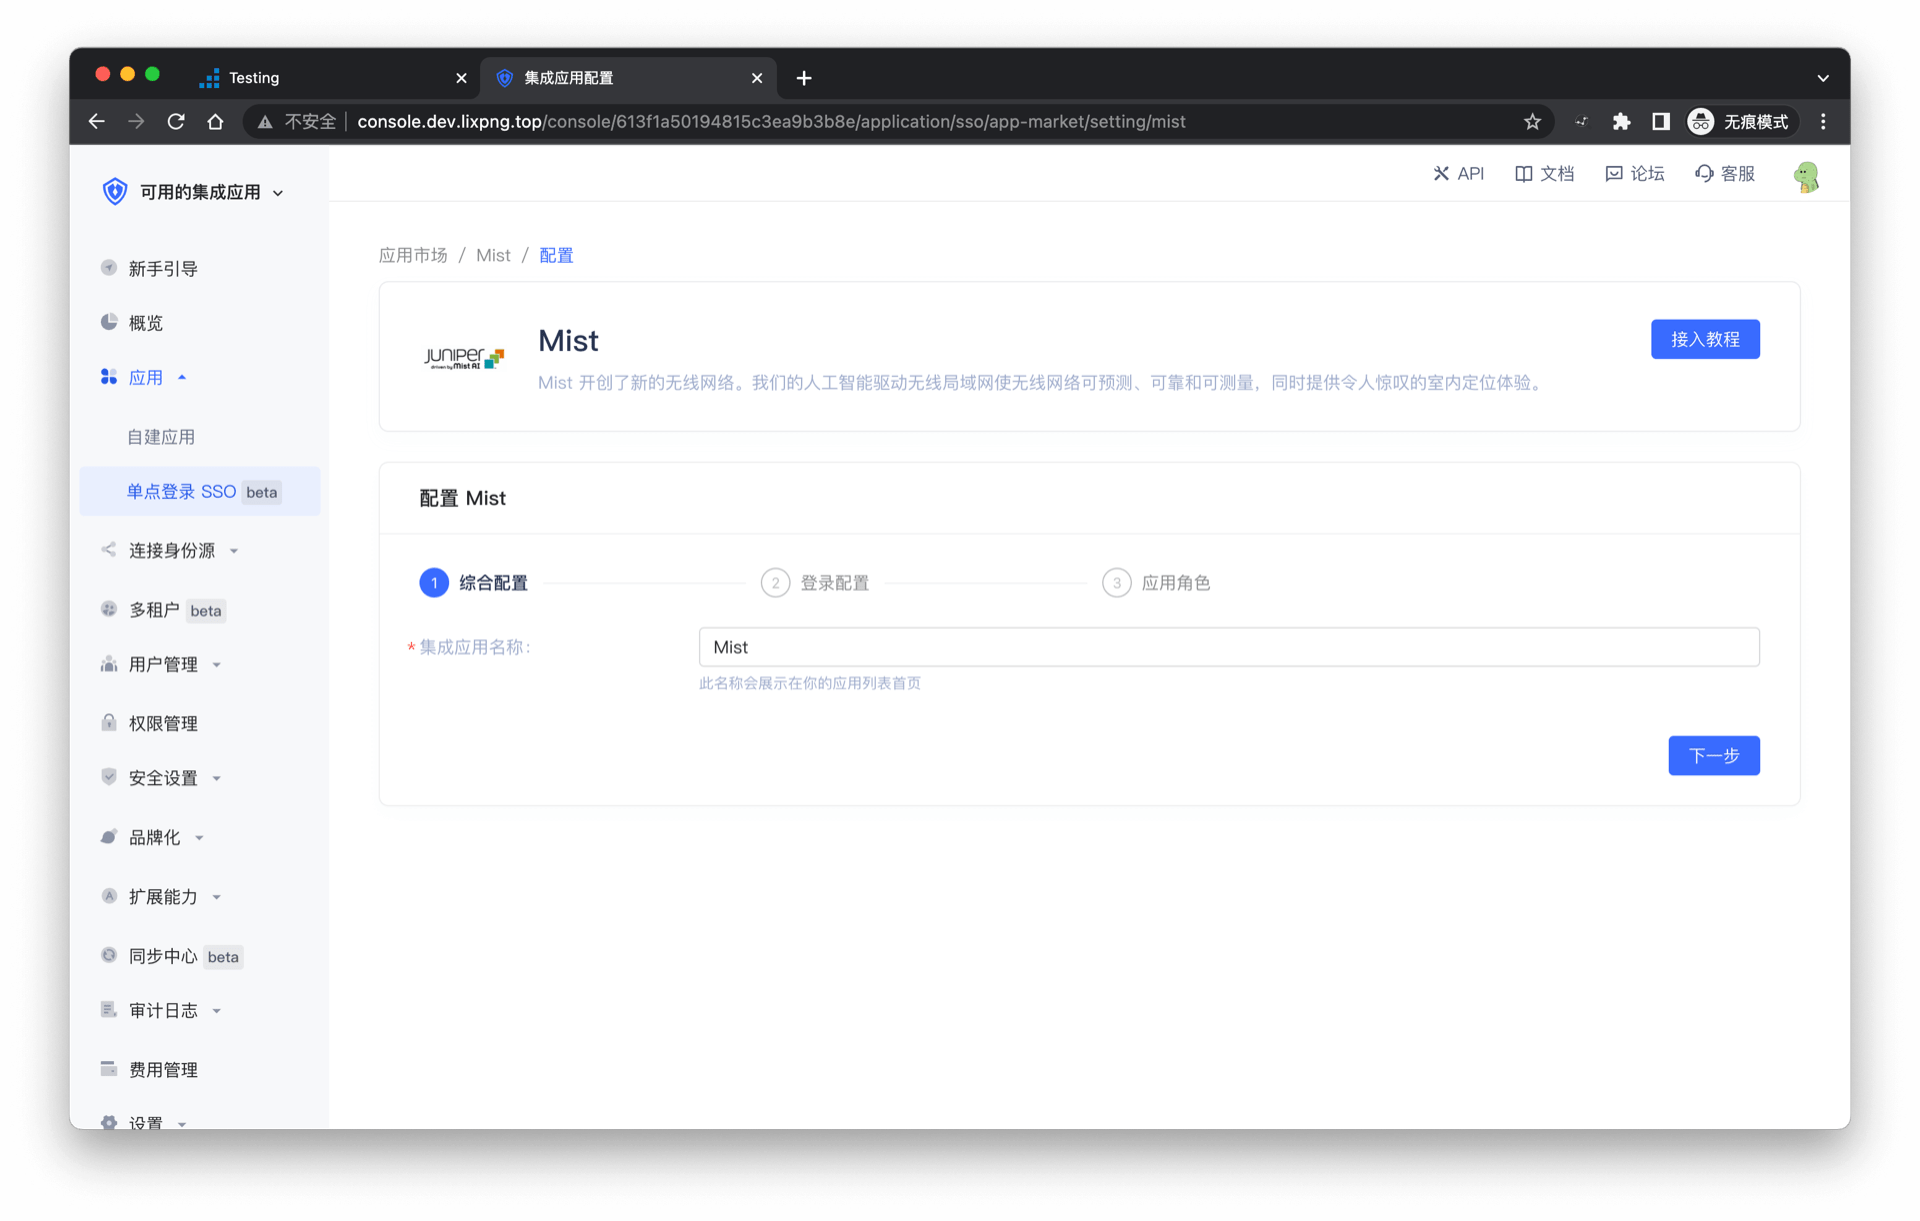 Testing
集成应用配置
不安全
console.dev.lixpng.top/console/613f1a50194815c3ea9b3b8e/application/sso/app-market/setting/mist
无痕模式
可用的集成应用
API
文档
论坛
客服
新手引导
概览
应用
自建应用
单点登录 SSO beta
连接身份源
多租户 beta
用户管理
权限管理
安全设置
品牌化
扩展能力
同步中心 beta
审计日志
费用管理
设置
应用市场 / Mist / 配置
JUNIPEr
driven by Mist AI
Mist
接入教程
Mist 开创了新的无线网络。我们的人工智能驱动无线局域网使无线网络可预测、可靠和可测量，同时提供令人惊叹的室内定位体验。
配置 Mist
1 综合配置
2 登录配置
3 应用角色
* 集成应用名称:
Mist
此名称会展示在你的应用列表首页
下一步